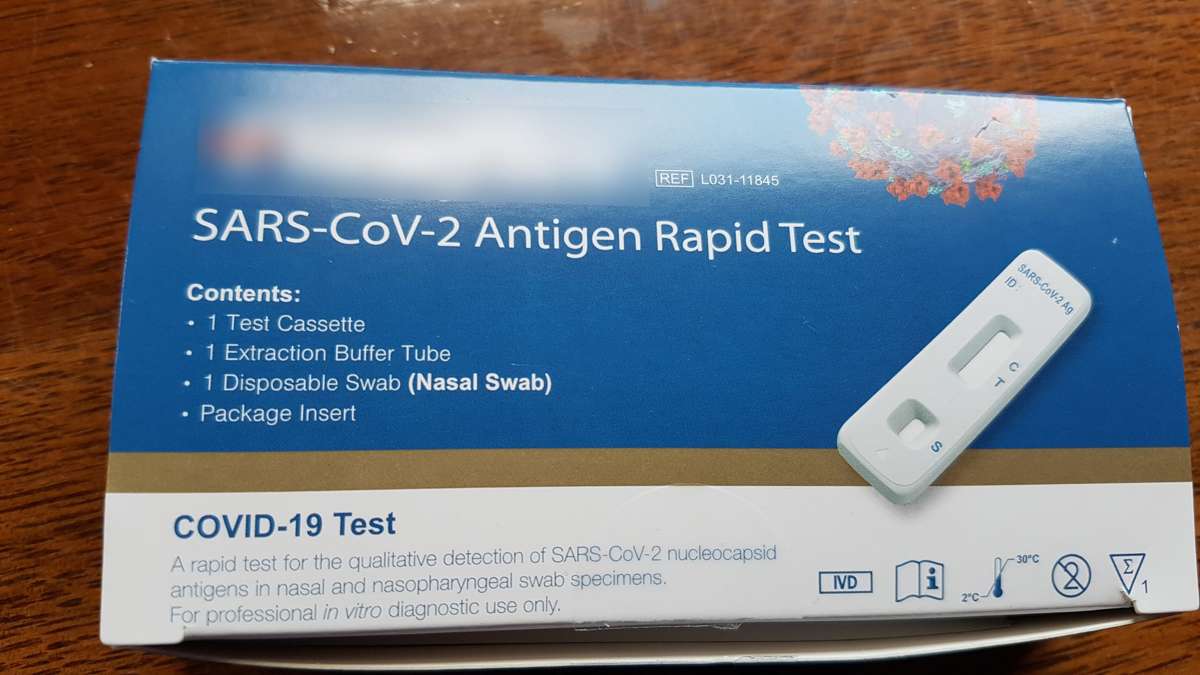 REF L031-11845
SARS-CoV-2 Antigen Rapid Test
Contents:
• 1 Test Cassette
• 1 Extraction Buffer Tube
• 1 Disposable Swab (Nasal Swab)
• Package Insert
SARS-CoV-2 Ag
ID:
C
T
S
COVID-19 Test
A rapid test for the qualitative detection of SARS-CoV-2 nucleocapsid
antigens in nasal and nasopharyngeal swab specimens.
For professional in vitro diagnostic use only.
IVD
i
2°C
30°C
2
Σ
1